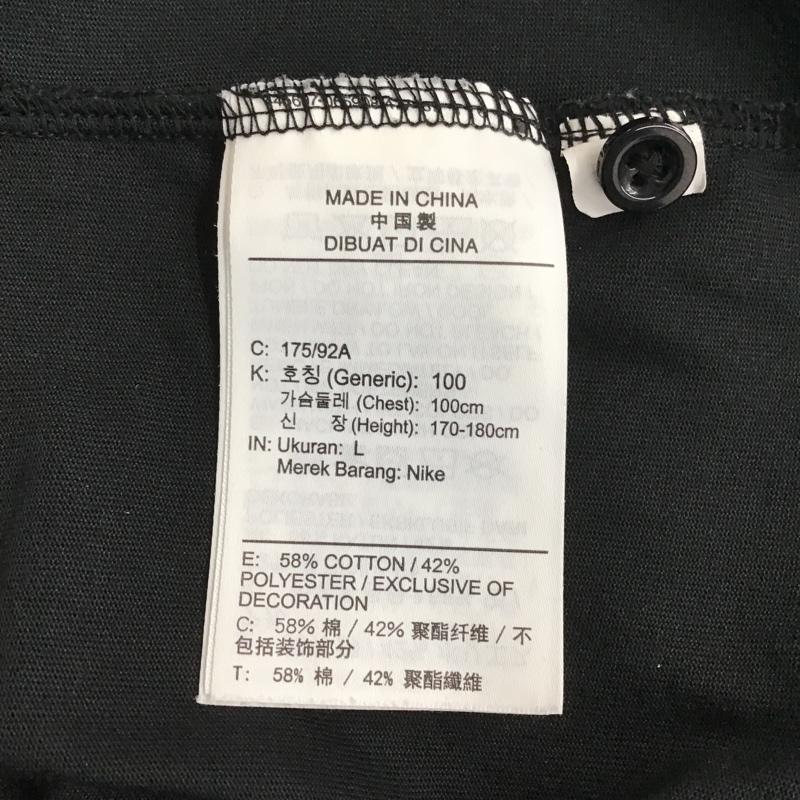 MADE IN CHINA
中国製
DIBUAT DI CINA
C: 175/92A
K: 호칭 (Generic): 100
가슴둘레 (Chest): 100cm
신 장 (Height): 170-180cm
IN: Ukuran: L
Merek Barang: Nike
E: 58% COTTON / 42%
POLYESTER / EXCLUSIVE OF
DECORATION
C: 58% 棉 / 42% 聚酯纤维 / 不
包括装饰部分
T: 58% 棉 / 42% 聚酯纖維